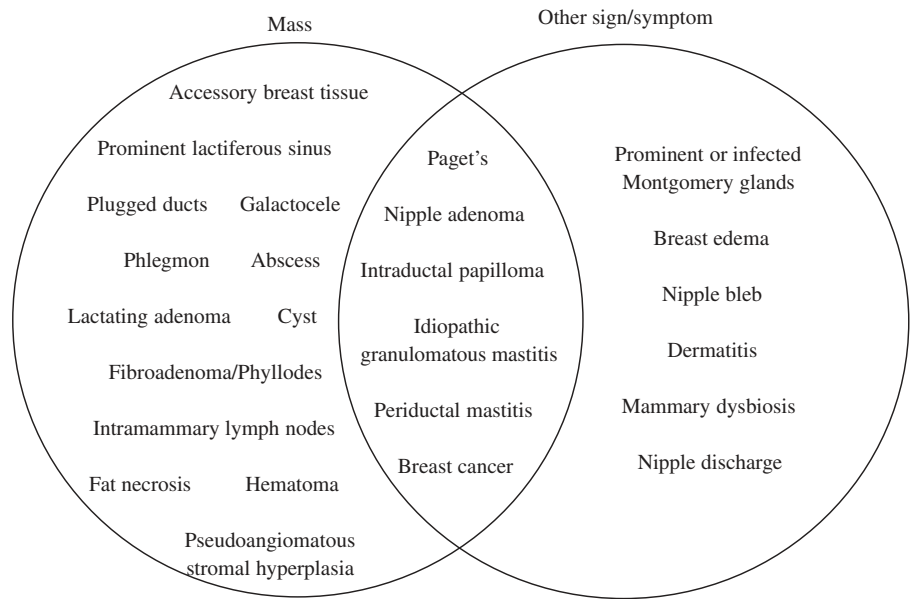 Mass
Other sign/symptom
Accessory breast tissue
Prominent lactiferous sinus
Plugged ducts Galactocele
Phlegmon Abscess
Lactating adenoma Cyst
Fibroadenoma/Phyllodes
Intramammary lymph nodes
Fat necrosis Hematoma
Pseudoangiomatous
stromal hyperplasia
Paget’s
Nipple adenoma
Intraductal papilloma
Idiopathic
granulomatous mastitis
Periductal mastitis
Breast cancer
Prominent or infected
Montgomery glands
Breast edema
Nipple bleb
Dermatitis
Mammary dysbiosis
Nipple discharge